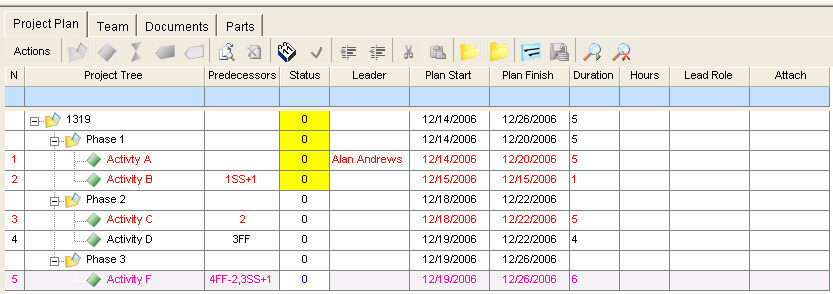 Project Plan Team Documents Parts
Actions
N Project Tree Predecessors Status Leader Plan Start Plan Finish Duration Hours Lead Role Attach
1319 0 12/14/2006 12/26/2006 5
Phase 1 0 12/14/2006 12/20/2006 5
1 Activty A 0 Alan Andrews 12/14/2006 12/20/2006 5
2 Activity B 1SS+1 0 12/15/2006 12/15/2006 1
Phase 2 0 12/18/2006 12/22/2006
3 Activity C 2 0 12/18/2006 12/22/2006 5
4 Activity D 3FF 0 12/19/2006 12/22/2006 4
Phase 3 0 12/19/2006 12/26/2006
5 Activity F 4FF-2,3SS+1 0 12/19/2006 12/26/2006 6